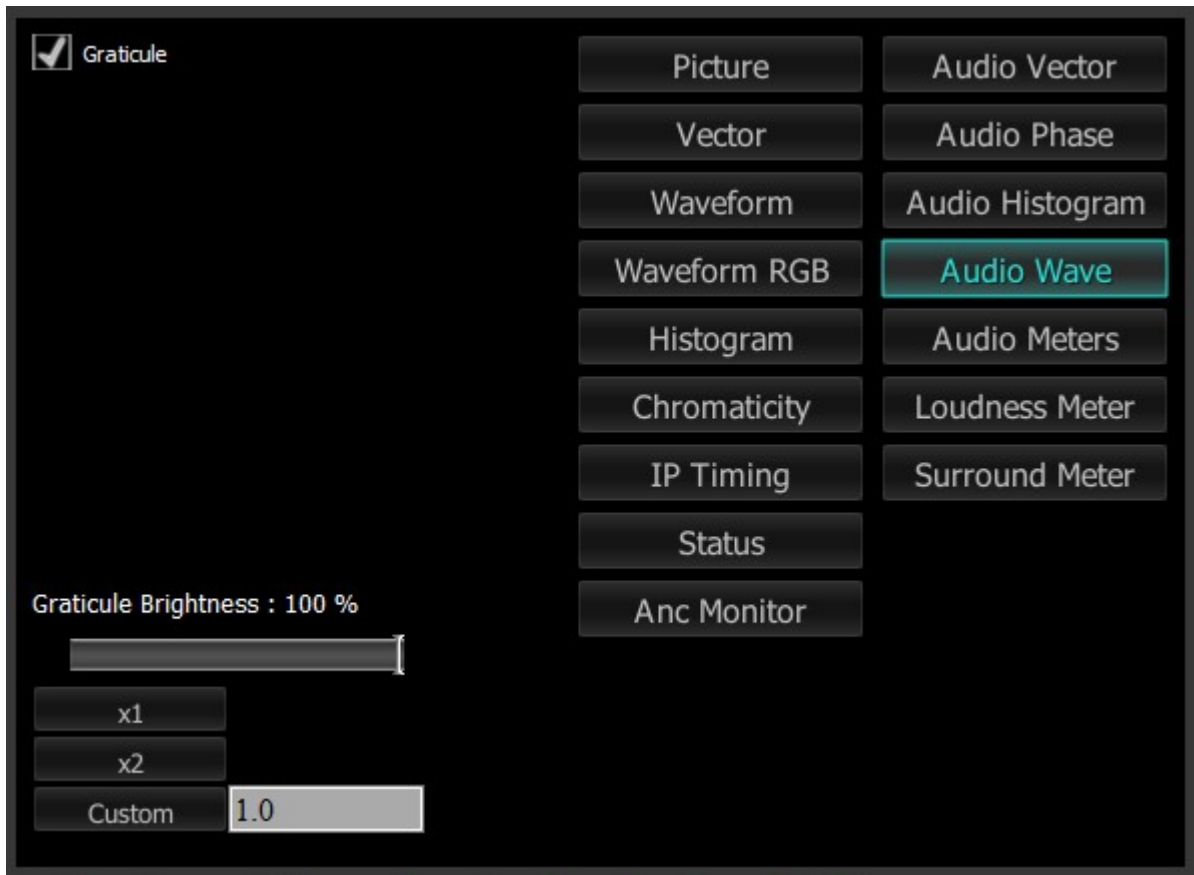 Graticule
Picture
Audio Vector
Vector
Audio Phase
Waveform
Audio Histogram
Waveform RGB
Audio Wave
Histogram
Audio Meters
Chromaticity
Loudness Meter
IP Timing
Surround Meter
Status
Anc Monitor
Graticule Brightness : 100 %
x1
x2
Custom
1.0